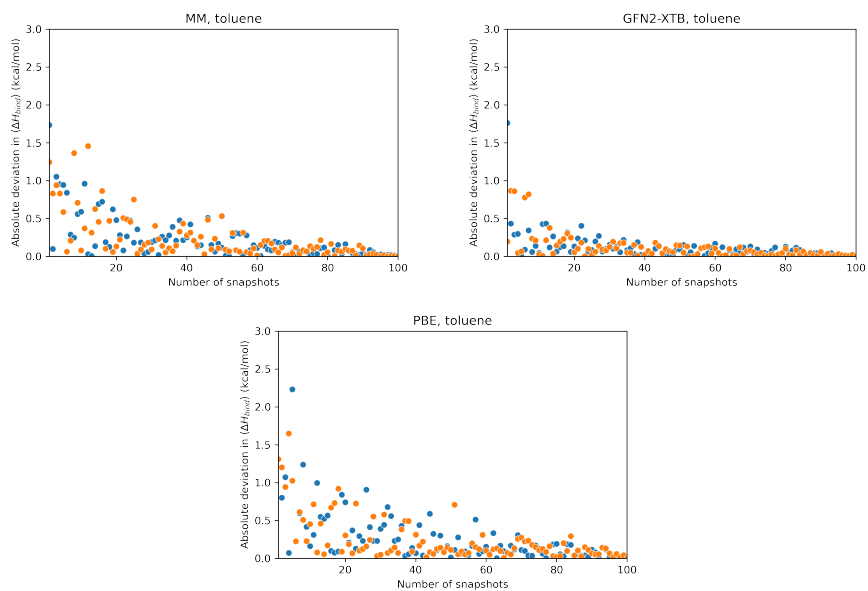 MM, toluene
3.0
2.5
2.0
1.5
1.0
0.5
0.0
Absolute deviation in ⟨ΔH_bind⟩ (kcal/mol)
20 40 60 80 100
Number of snapshots
GFN2-XTB, toluene
3.0
2.5
2.0
1.5
1.0
0.5
0.0
Absolute deviation in ⟨ΔH_bind⟩ (kcal/mol)
20 40 60 80 100
Number of snapshots
PBE, toluene
3.0
2.5
2.0
1.5
1.0
0.5
0.0
Absolute deviation in ⟨ΔH_bind⟩ (kcal/mol)
20 40 60 80 100
Number of snapshots